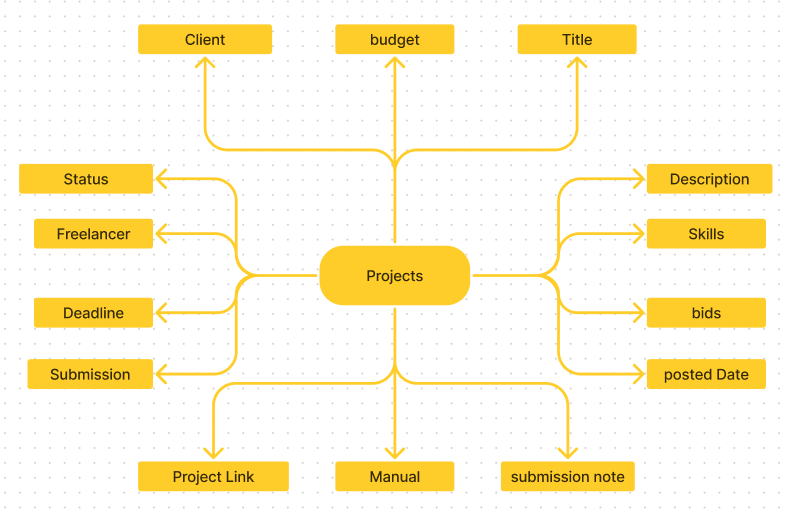 Client
budget
Title
Status
Description
Freelancer
Skills
Projects
Deadline
bids
Submission
posted Date
Project Link
Manual
submission note